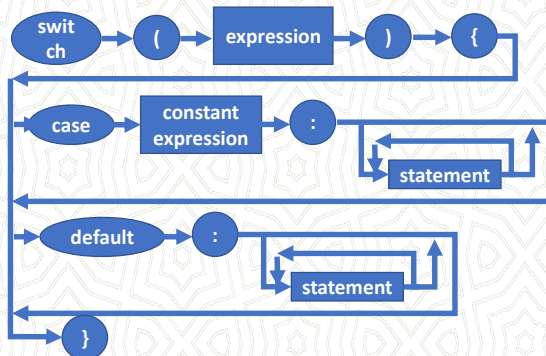 swit
ch
( expression ) {
case constant
expression :
statement
default :
statement
}